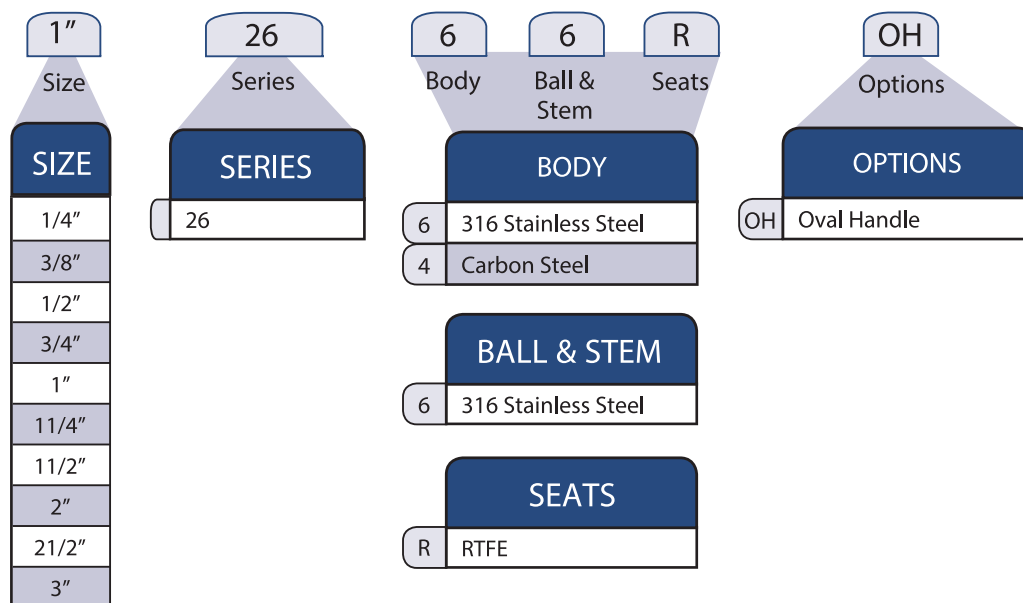 1” 26 6 6 R OH
Size Series Body Ball & Stem Seats Options
SIZE
1/4”
3/8”
1/2”
3/4”
1”
11/4”
11/2”
2”
21/2”
3”
SERIES
26
BODY
6 316 Stainless Steel
4 Carbon Steel
BALL & STEM
6 316 Stainless Steel
SEATS
R RTFE
OPTIONS
OH Oval Handle